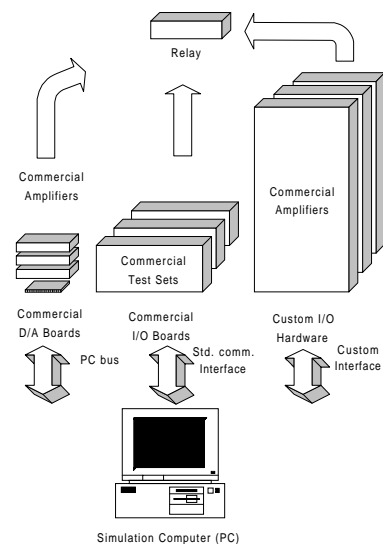 Relay
Commercial
Amplifiers
Commercial
Amplifiers
Commercial
Test Sets
Commercial
D/A Boards
Commercial
I/O Boards
Custom I/O
Hardware
PC bus
Std. comm.
Interface
Custom
Interface
Simulation Computer (PC)